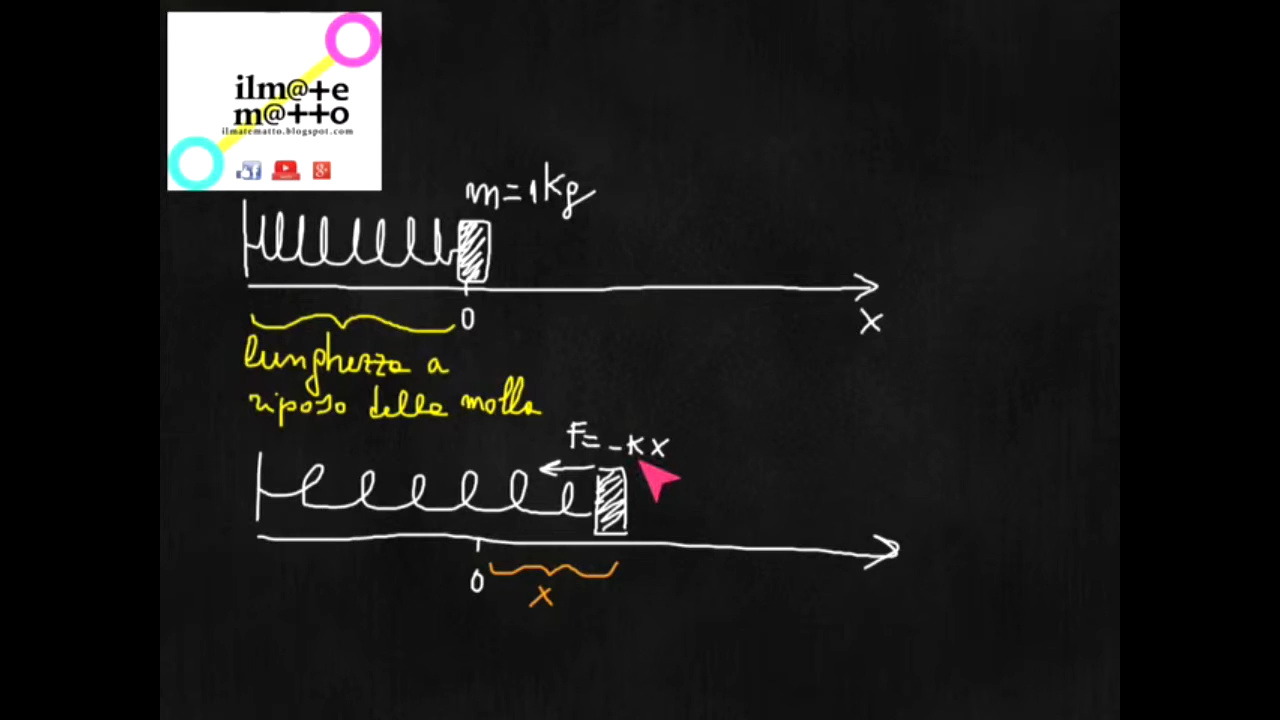 ilm@+e
m@++o
ilmatematto.blogspot.com
m=1Kg
0
x
lunghezza a
riposo della molla
F=-Kx
0
x